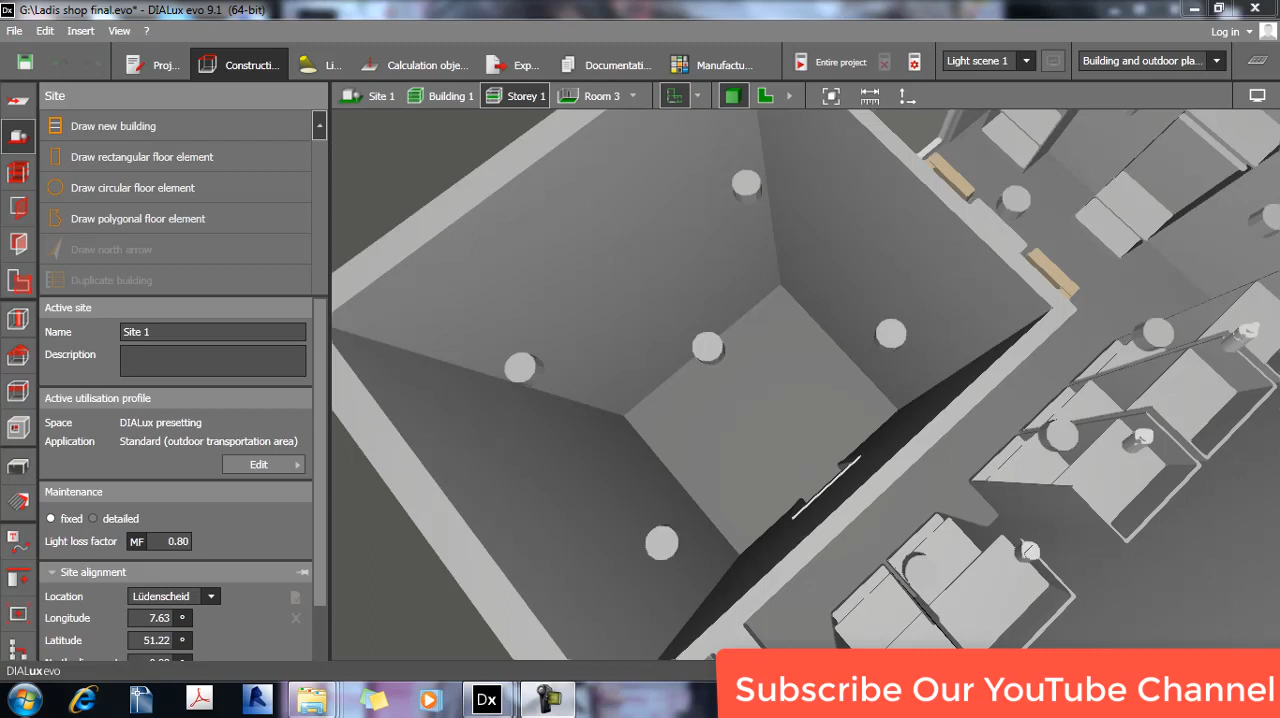 Dx G:\Ladis shop final.evo* - DIALux evo 9.1 (64-bit)
File Edit Insert View ?
Log in
Proj... Constructi... Li... Calculation obje... Exp... Documentati... Manufactu... Entire project Light scene 1 Building and outdoor pla...
Site
Site 1 Building 1 Storey 1 Room 3
Draw new building
Draw rectangular floor element
Draw circular floor element
Draw polygonal floor element
Draw north arrow
Duplicate building
Active site
Name Site 1
Description
Active utilisation profile
Space DIALux presetting
Application Standard (outdoor transportation area)
Edit
Maintenance
fixed detailed
Light loss factor MF 0.80
Site alignment
Location Lüdenscheid
Longitude 7.63 °
Latitude 51.22 °
DIALux evo
Dx
Subscribe Our YouTube Channel